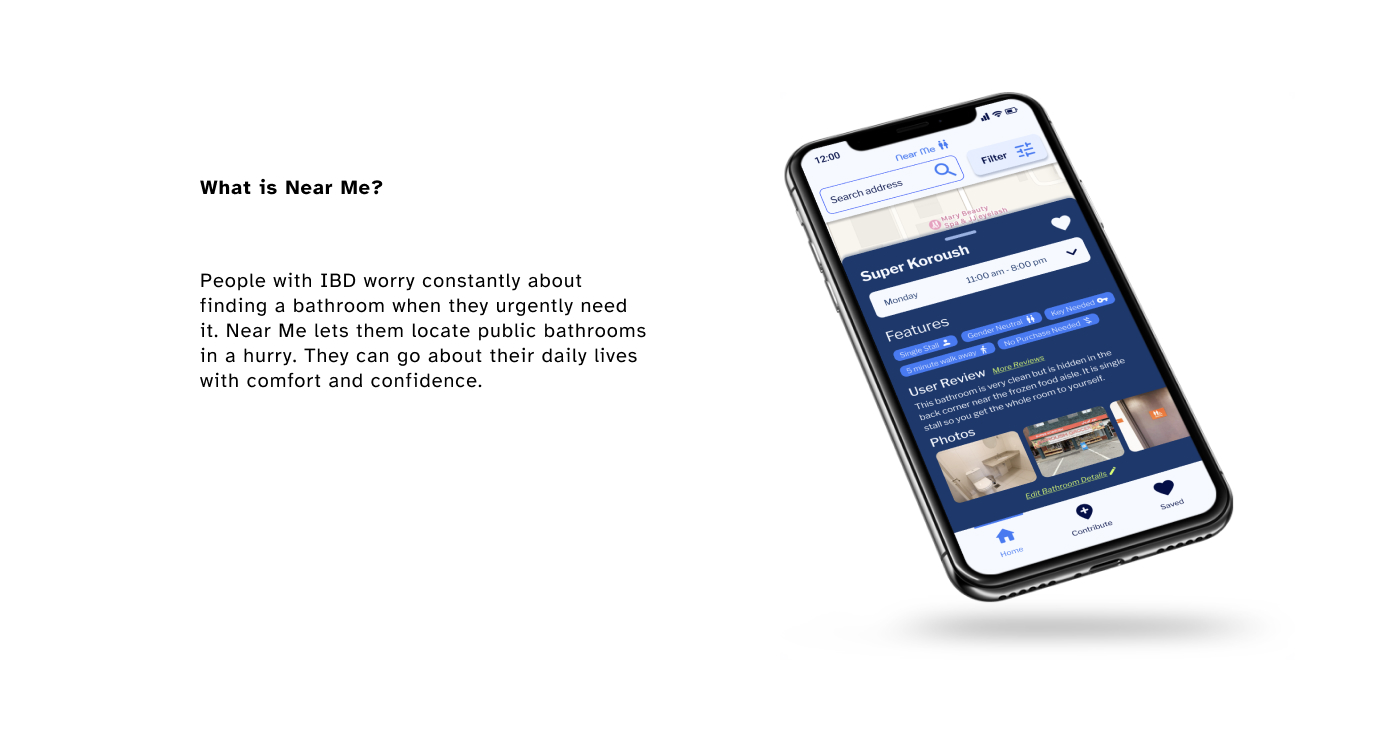 What is Near Me?
People with IBD worry constantly about
finding a bathroom when they urgently need
it. Near Me lets them locate public bathrooms
in a hurry. They can go about their daily lives
with comfort and confidence.
12:00
Near Me
Search address
Filter
Mary Beauty
Spa & JJ eyelash
Super Koroush
Monday 11:00 am - 8:00 pm
Features
Single Stall Gender Neutral Key Needed
5 minute walk away No Purchase Needed
User Review More Reviews
This bathroom is very clean but is hidden in the
back corner near the frozen food aisle. It is single
stall so you get the whole room to yourself.
Photos
Edit Bathroom Details
Home Contribute Saved